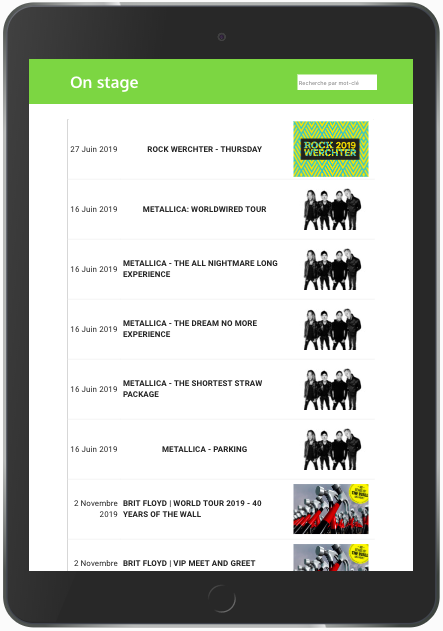 On stage
Recherche par mot-clé
27 Juin 2019
ROCK WERCHTER - THURSDAY
ROCK 2019
WERCHTER
16 Juin 2019
METALLICA: WORLDWIRED TOUR
16 Juin 2019
METALLICA - THE ALL NIGHTMARE LONG
EXPERIENCE
16 Juin 2019
METALLICA - THE DREAM NO MORE
EXPERIENCE
16 Juin 2019
METALLICA - THE SHORTEST STRAW
PACKAGE
16 Juin 2019
METALLICA - PARKING
2 Novembre
2019
BRIT FLOYD | WORLD TOUR 2019 - 40
YEARS OF THE WALL
2 Novembre
BRIT FLOYD | VIP MEET AND GREET